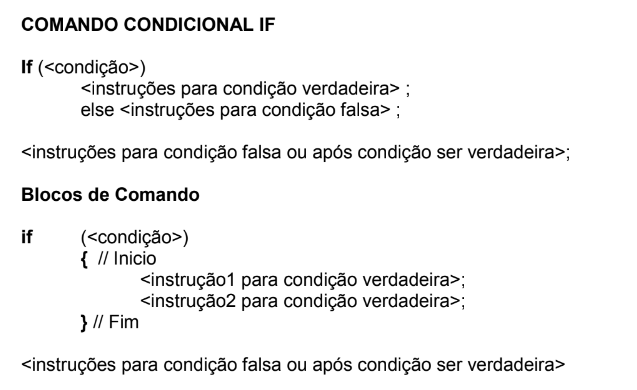 COMANDO CONDICIONAL IF
If (<condição>)
<instruções para condição verdadeira> ;
else <instruções para condição falsa> ;
<instruções para condição falsa ou após condição ser verdadeira>;
Blocos de Comando
if (<condição>)
{ // Inicio
<instrução1 para condição verdadeira>;
<instrução2 para condição verdadeira>;
} // Fim
<instruções para condição falsa ou após condição ser verdadeira>